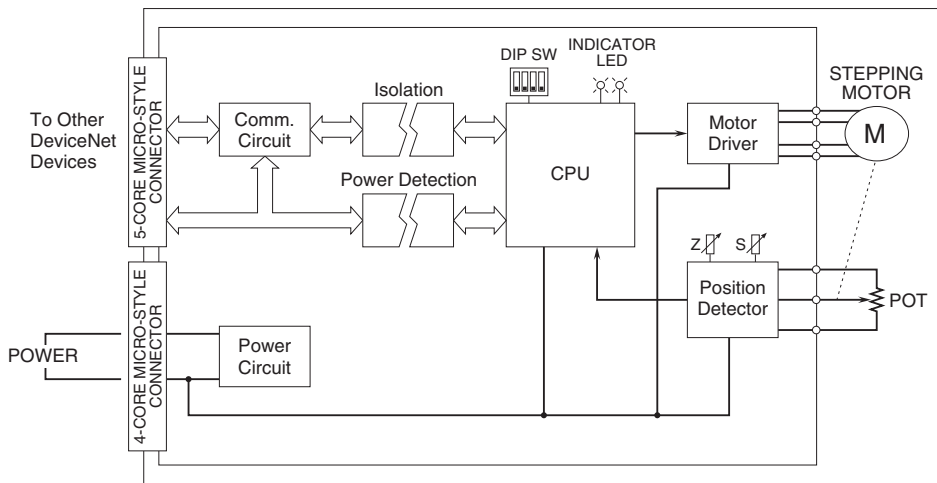 DIP SW
INDICATOR
LED
STEPPING
MOTOR
To Other
DeviceNet
Devices
5-CORE MICRO-STYLE
CONNECTOR
Comm.
Circuit
Isolation
Power Detection
CPU
Motor
Driver
M
Z
S
Position
Detector
POT
POWER
4-CORE MICRO-STYLE
CONNECTOR
Power
Circuit